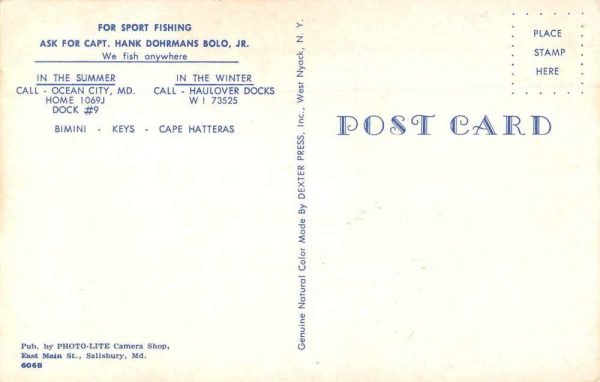 FOR SPORT FISHING
ASK FOR CAPT. HANK DOHRMANS BOLO, JR.
We fish anywhere
IN THE SUMMER
CALL - OCEAN CITY, MD.
HOME 1069J
DOCK #9
IN THE WINTER
CALL - HAULOVER DOCKS
W I 73525
BIMINI - KEYS - CAPE HATTERAS
Pub. by PHOTO-LITE Camera Shop,
East Main St., Salisbury, Md.
6068
Genuine Natural Color Made By DEXTER PRESS, Inc., West Nyack, N. Y.
POST CARD
PLACE
STAMP
HERE